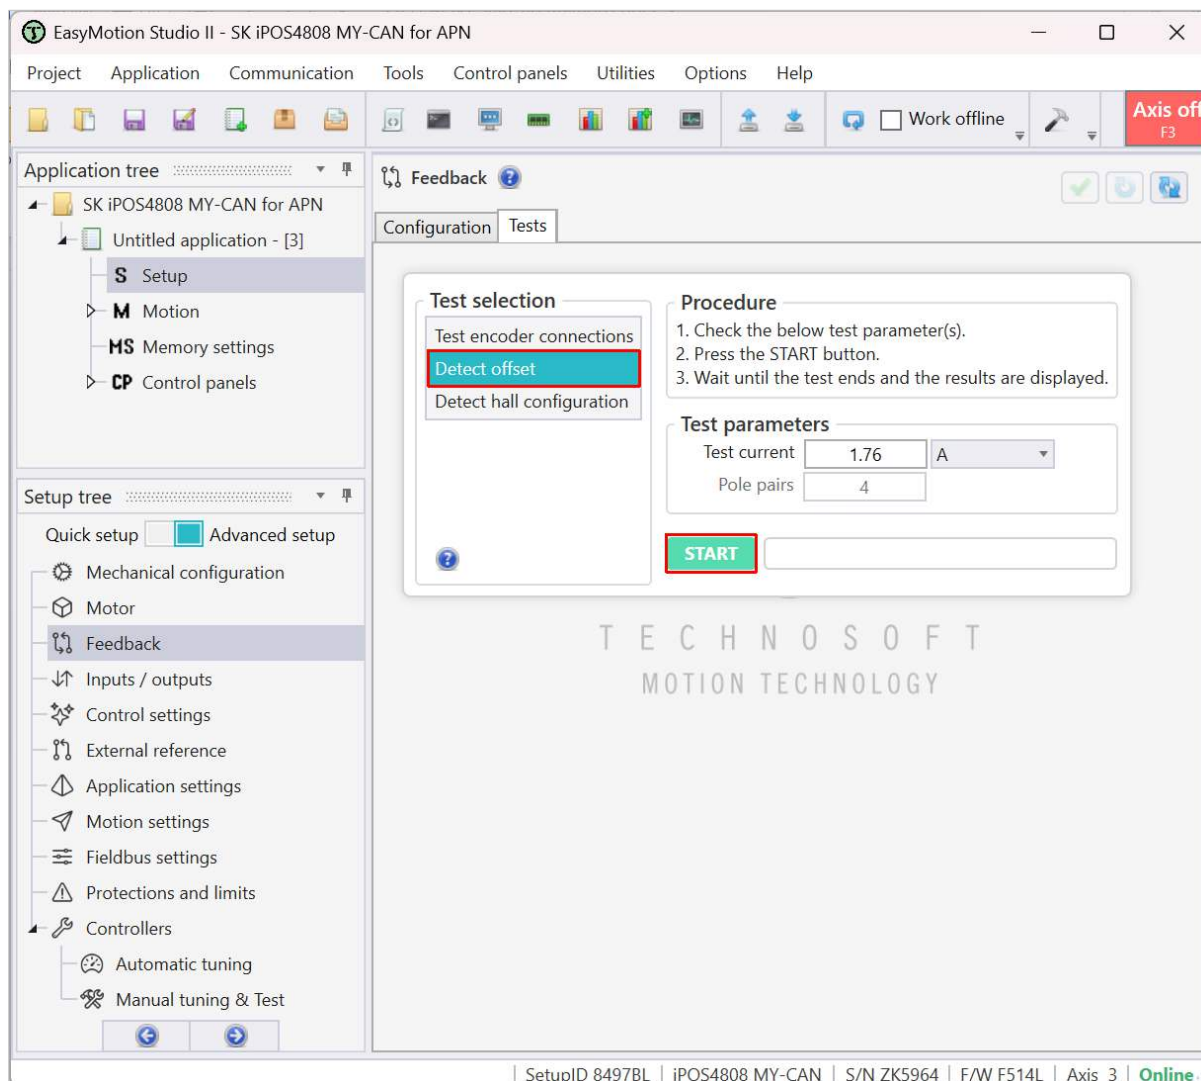 EasyMotion Studio II - SK iPOS4808 MY-CAN for APN
Project Application Communication Tools Control panels Utilities Options Help
Work offline
Axis off
F3
Application tree
SK iPOS4808 MY-CAN for APN
Untitled application - [3]
S Setup
M Motion
MS Memory settings
CP Control panels
Setup tree
Quick setup Advanced setup
Mechanical configuration
Motor
Feedback
Inputs / outputs
Control settings
External reference
Application settings
Motion settings
Fieldbus settings
Protections and limits
Controllers
Automatic tuning
Manual tuning & Test
Feedback
Configuration Tests
Test selection
Test encoder connections
Detect offset
Detect hall configuration
Procedure
1. Check the below test parameter(s).
2. Press the START button.
3. Wait until the test ends and the results are displayed.
Test parameters
Test current 1.76 A
Pole pairs 4
START
TECHNOSOFT
MOTION TECHNOLOGY
SetupID 8497BL | iPOS4808 MY-CAN | S/N ZK5964 | F/W F514L | Axis 3 | Online